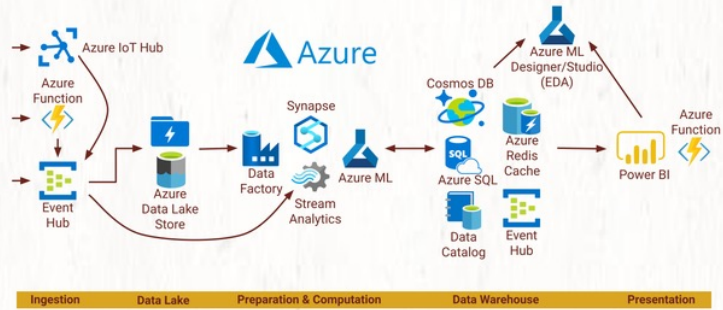 Azure IoT Hub
Azure
Function
Event
Hub
Azure
Data Lake
Store
Azure
Synapse
Data
Factory
Azure ML
Stream
Analytics
Cosmos DB
SQL
Azure SQL
Azure
Redis
Cache
Data
Catalog
Event
Hub
Azure ML
Designer/Studio
(EDA)
Power BI
Azure
Function
Ingestion
Data Lake
Preparation & Computation
Data Warehouse
Presentation